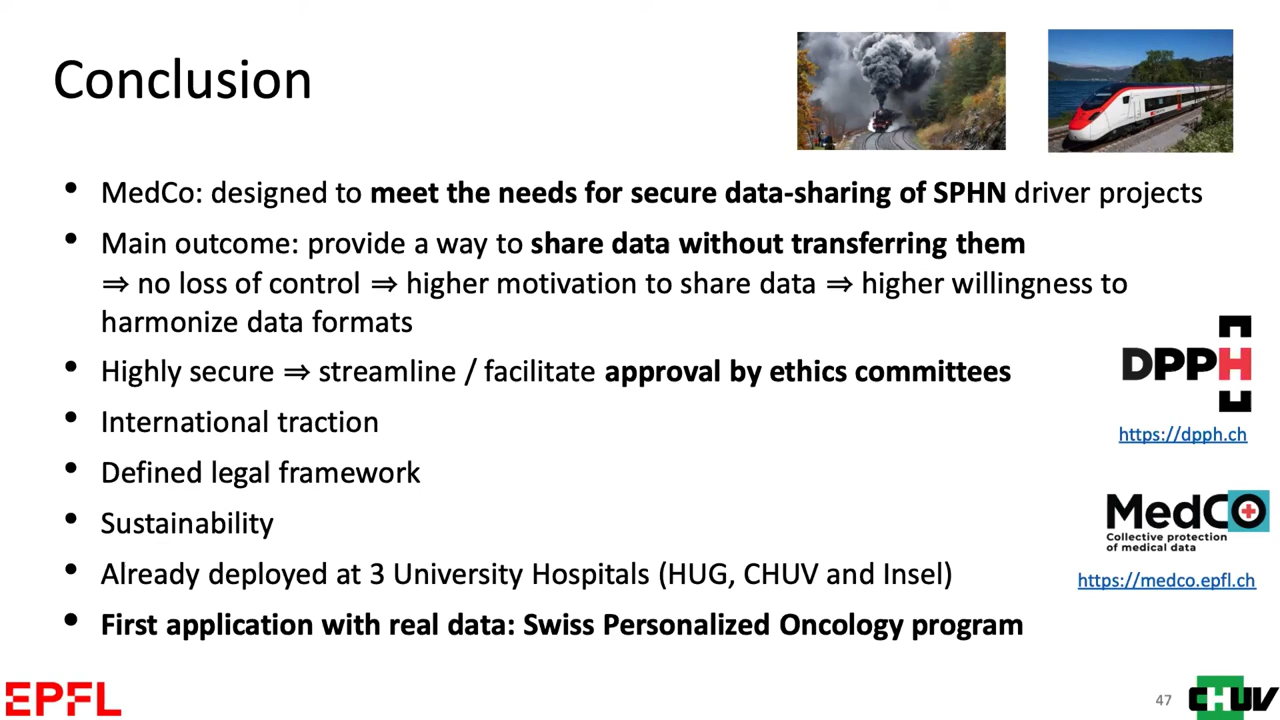 Conclusion
• MedCo: designed to meet the needs for secure data-sharing of SPHN driver projects
• Main outcome: provide a way to share data without transferring them
⇒ no loss of control ⇒ higher motivation to share data ⇒ higher willingness to
harmonize data formats
• Highly secure ⇒ streamline / facilitate approval by ethics committees
• International traction
• Defined legal framework
• Sustainability
• Already deployed at 3 University Hospitals (HUG, CHUV and Insel)
• First application with real data: Swiss Personalized Oncology program
DPPH
https://dpph.ch
MedCo
Collective protection
of medical data
https://medco.epfl.ch
EPFL
47
CHUV